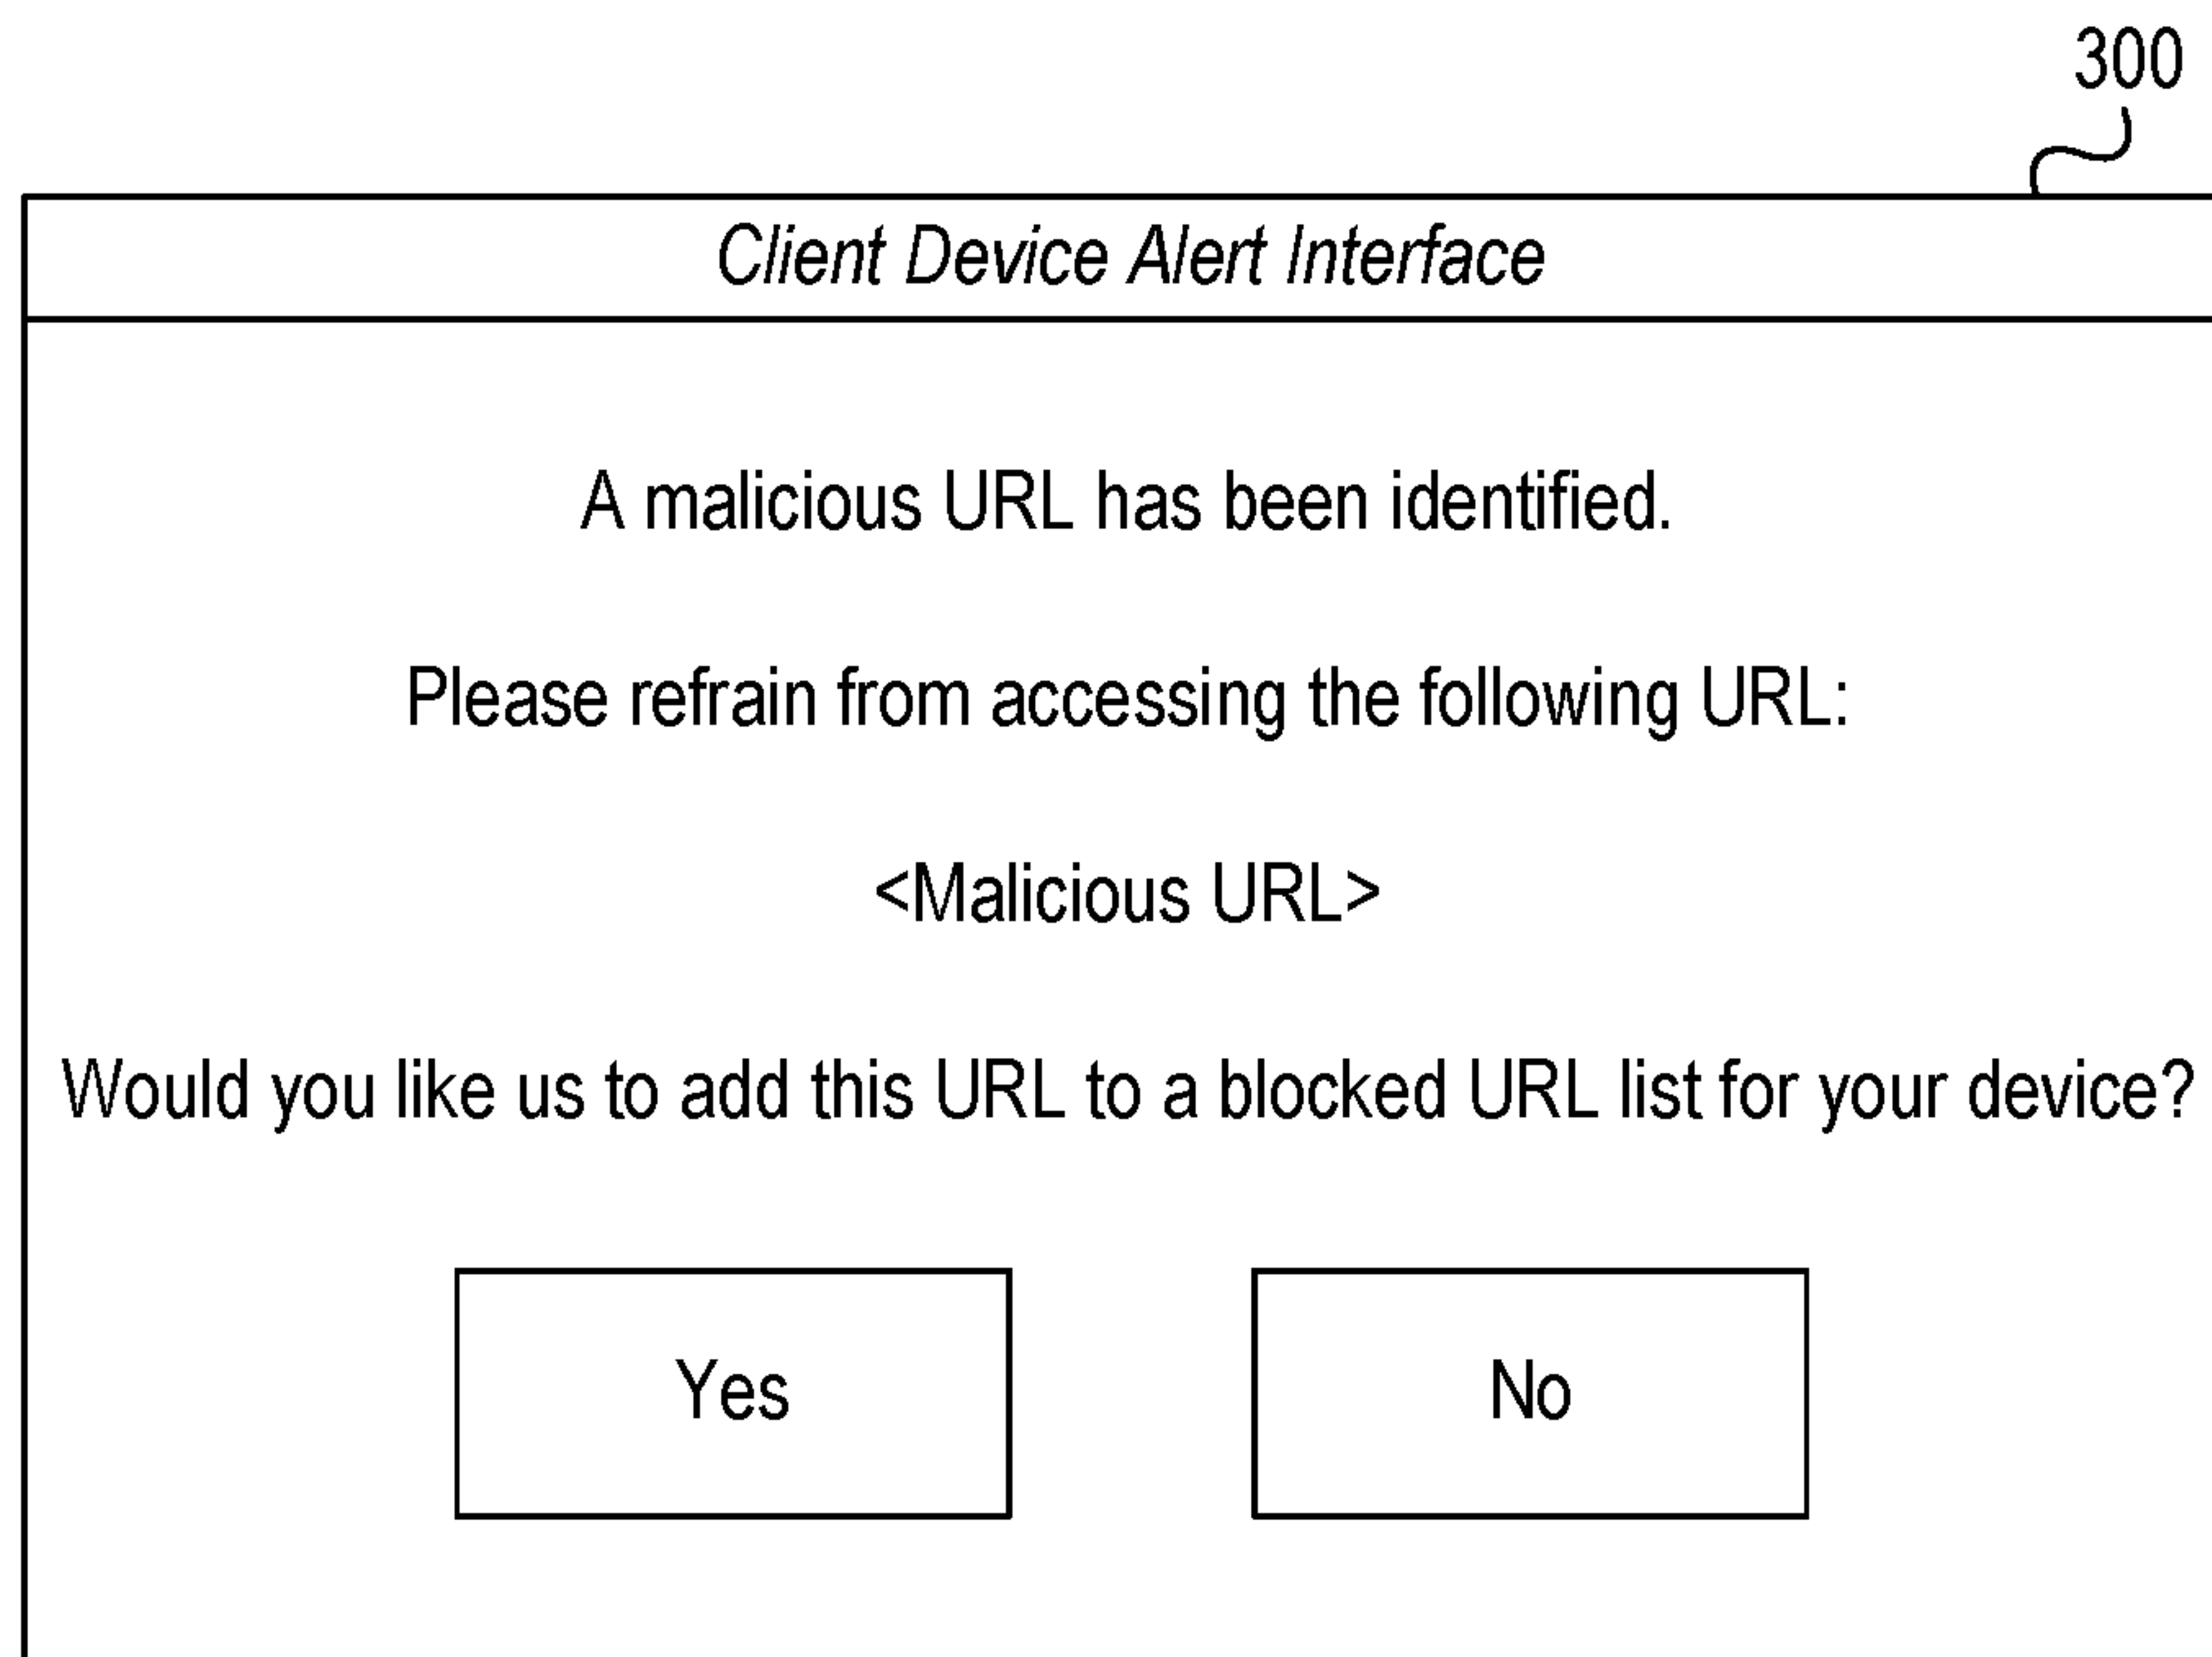 300
Client Device Alert Interface
A malicious URL has been identified.
Please refrain from accessing the following URL:
<Malicious URL>
Would you like us to add this URL to a blocked URL list for your device?
Yes
No